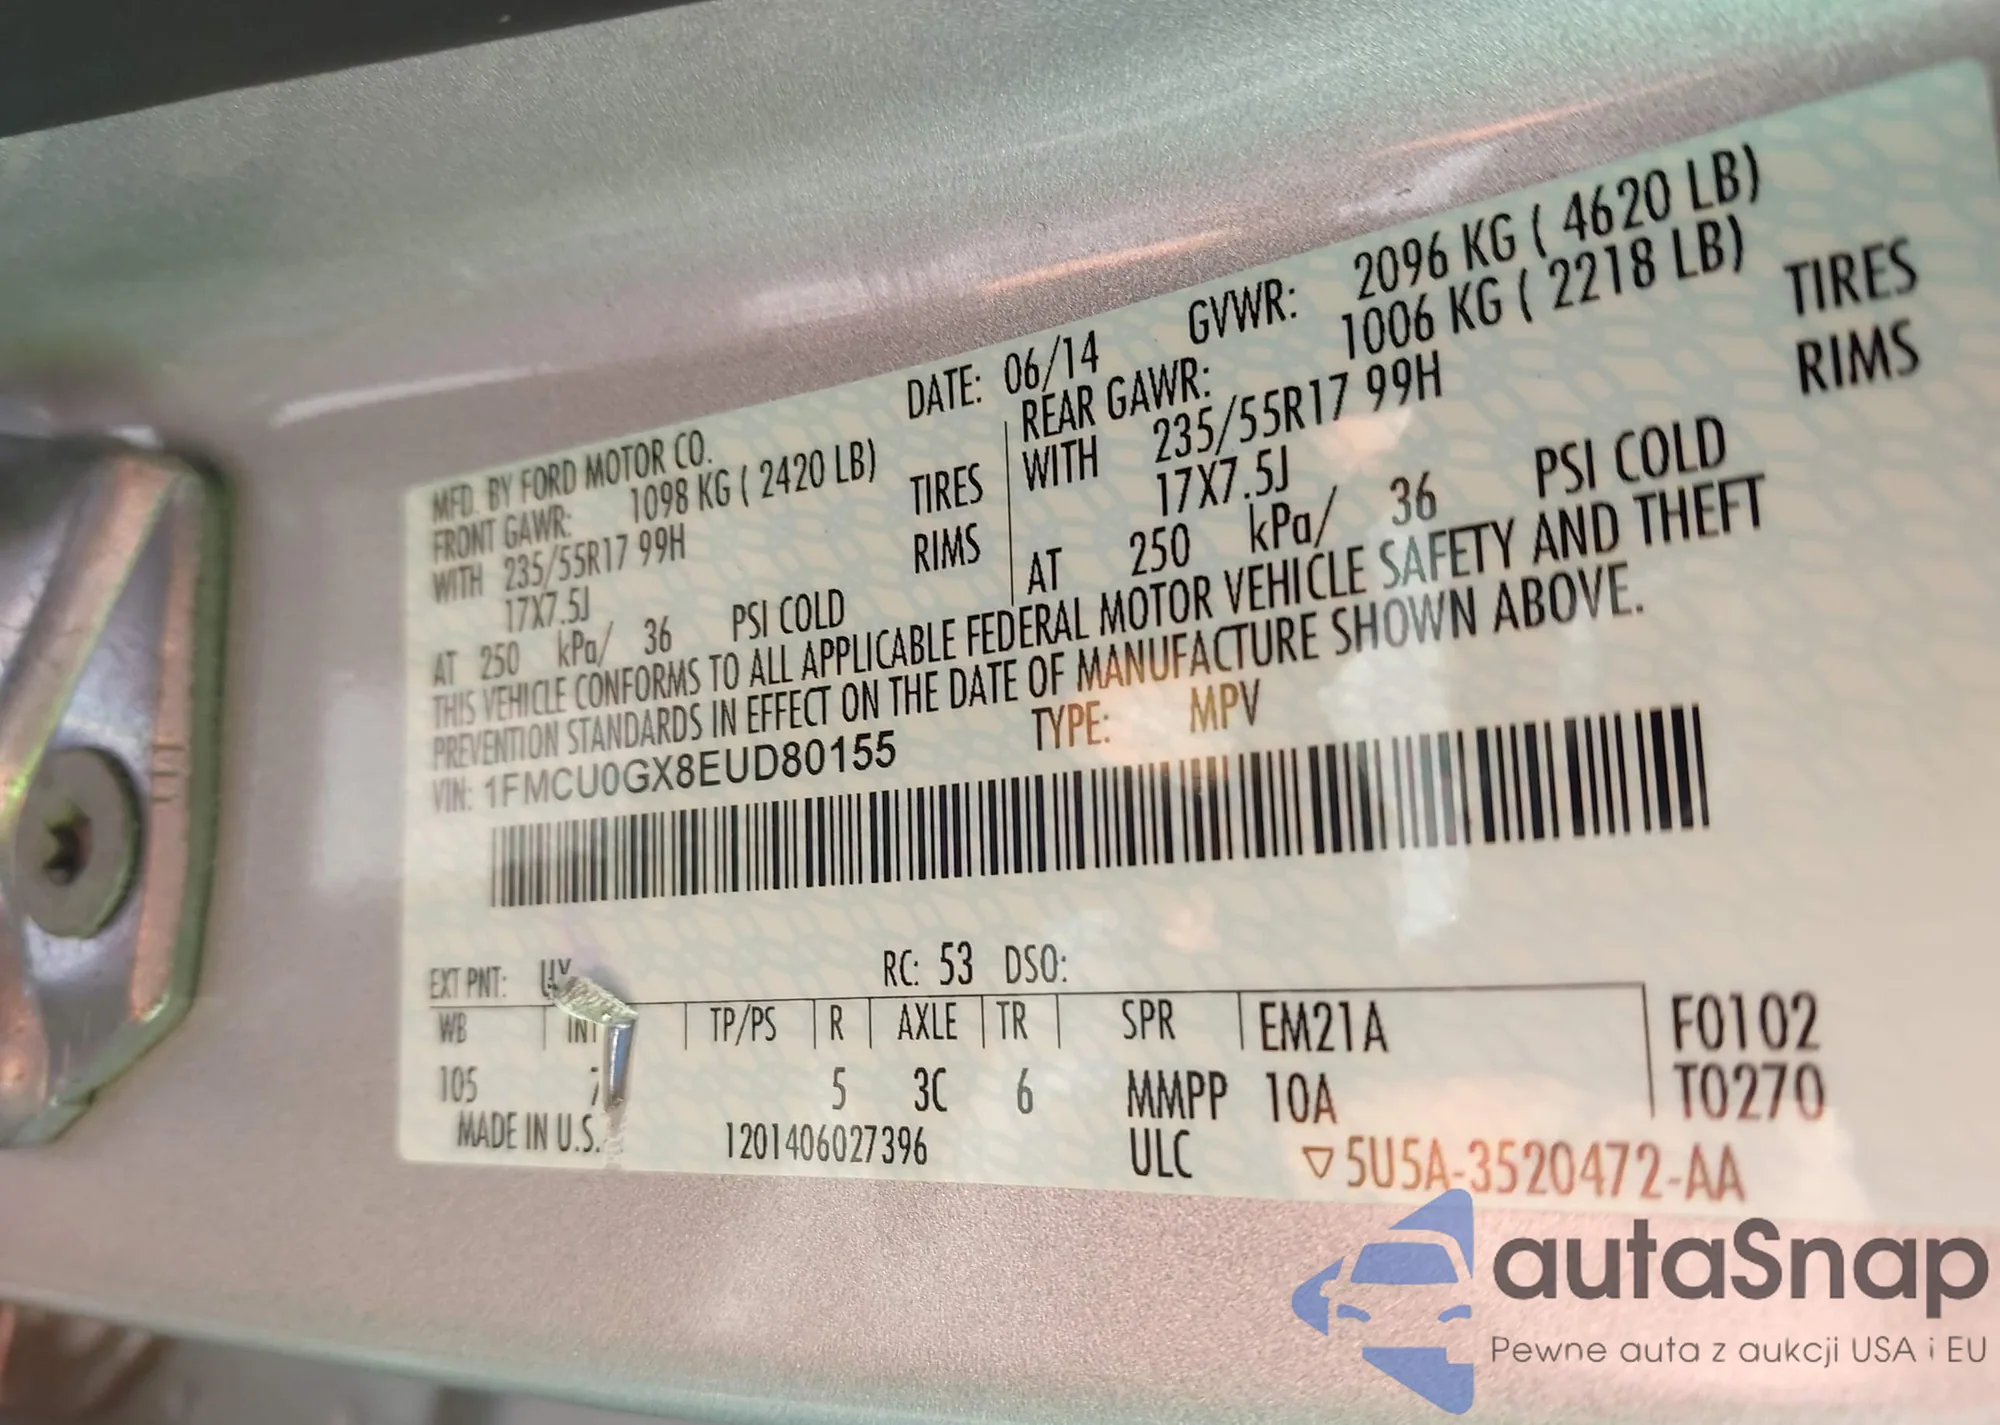 MFD. BY FORD MOTOR CO. DATE: 06/14 GVWR: 2096 KG ( 4620 LB)
FRONT GAWR: 1098 KG ( 2420 LB) REAR GAWR: 1006 KG ( 2218 LB)
WITH 235/55R17 99H TIRES WITH 235/55R17 99H TIRES
17X7.5J RIMS 17X7.5J RIMS
AT 250 kPa/ 36 PSI COLD AT 250 kPa/ 36 PSI COLD
THIS VEHICLE CONFORMS TO ALL APPLICABLE FEDERAL MOTOR VEHICLE SAFETY AND THEFT
PREVENTION STANDARDS IN EFFECT ON THE DATE OF MANUFACTURE SHOWN ABOVE.
VIN: 1FMCU0GX8EUD80155 TYPE: MPV
EXT PNT: RC: 53 DSO:
WB INT TP/PS R AXLE TR SPR EM21A F0102
105 5 3C 6 MMPP 10A T0270
MADE IN U.S. 1201406027396 ULC ▽5U5A-3520472-AA
autaSnap
Pewne auta z aukcji USA i EU